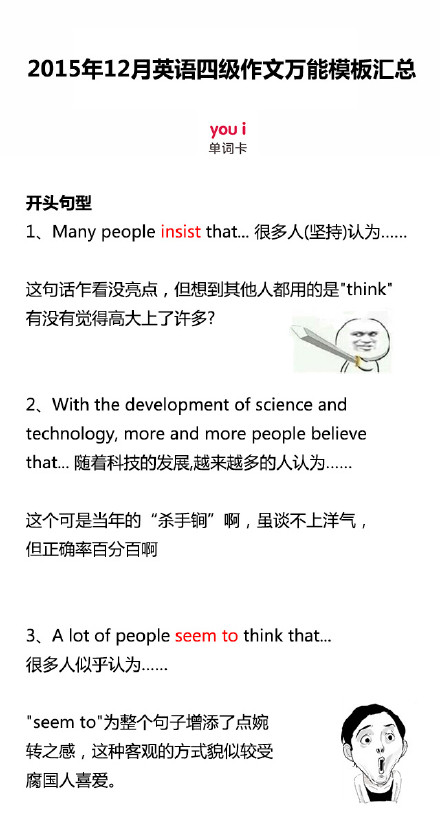 2015年12月英语四级作文万能模板汇总
you i
单词卡
开头句型
1、Many people insist that... 很多人(坚持)认为……
这句话乍看没亮点，但想到其他人都用的是"think"
有没有觉得高大上了许多?
2、With the development of science and
technology, more and more people believe
that... 随着科技的发展,越来越多的人认为……
这个可是当年的“杀手锏”啊，虽谈不上洋气，
但正确率百分百啊
3、A lot of people seem to think that...
很多人似乎认为……
"seem to"为整个句子增添了点婉
转之感，这种客观的方式貌似较受
腐国人喜爱。